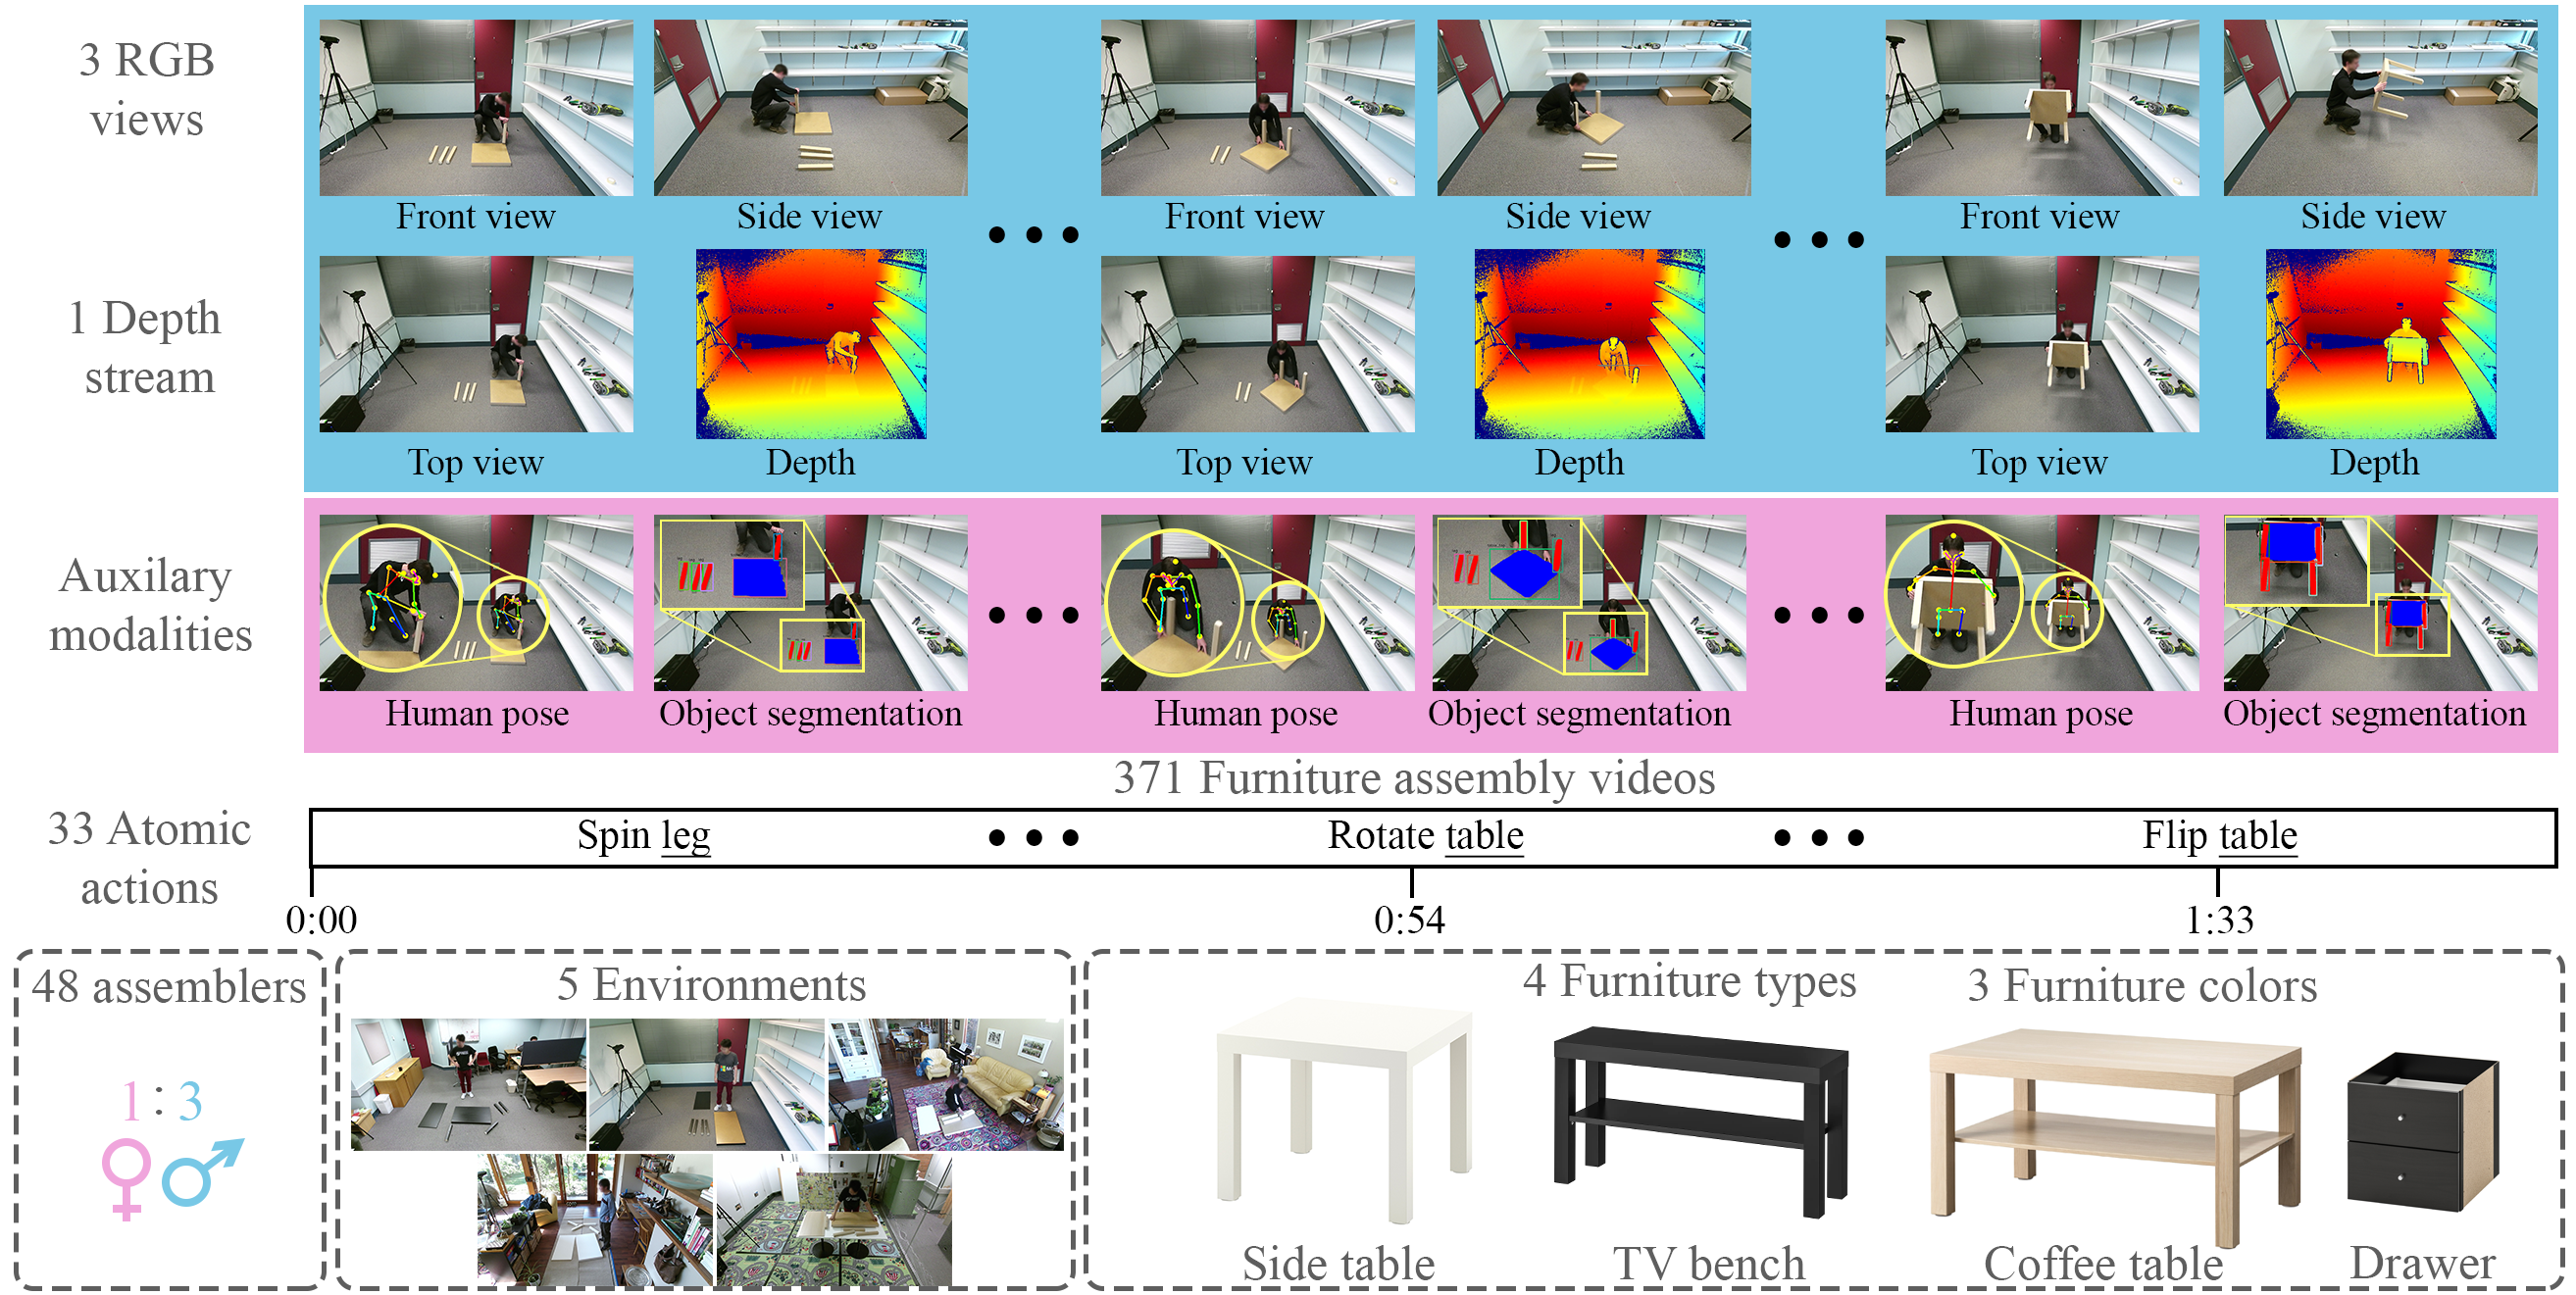 3 RGB
views
Front view
Side view
Front view
Side view
Front view
Side view
1 Depth
stream
Top view
Depth
Top view
Depth
Top view
Depth
Auxilary
modalities
Human pose
Object segmentation
Human pose
Object segmentation
Human pose
Object segmentation
371 Furniture assembly videos
33 Atomic
actions
Spin leg
Rotate table
Flip table
0:00
0:54
1:33
48 assemblers
1 : 3
5 Environments
4 Furniture types
3 Furniture colors
Side table
TV bench
Coffee table
Drawer